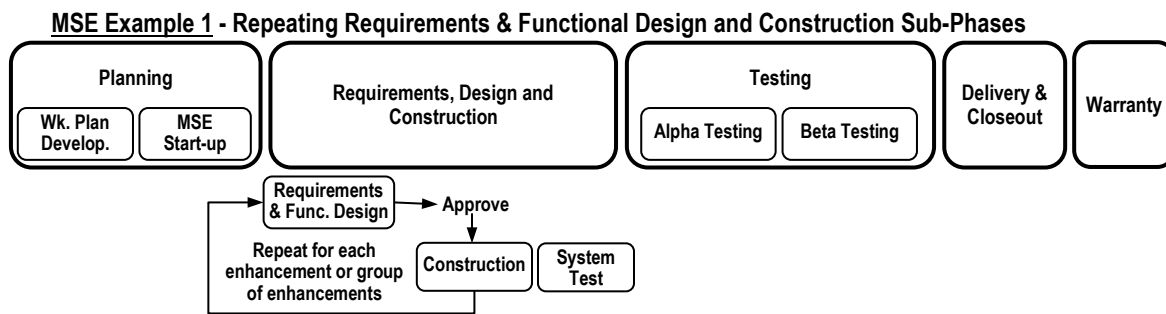 MSE Example 1 - Repeating Requirements & Functional Design and Construction Sub-Phases
Planning
Wk. Plan
Develop.
MSE
Start-up
Requirements, Design and
Construction
Testing
Alpha Testing
Beta Testing
Delivery &
Closeout
Warranty
Requirements
& Func. Design
Approve
Repeat for each
enhancement or group
of enhancements
Construction
System
Test